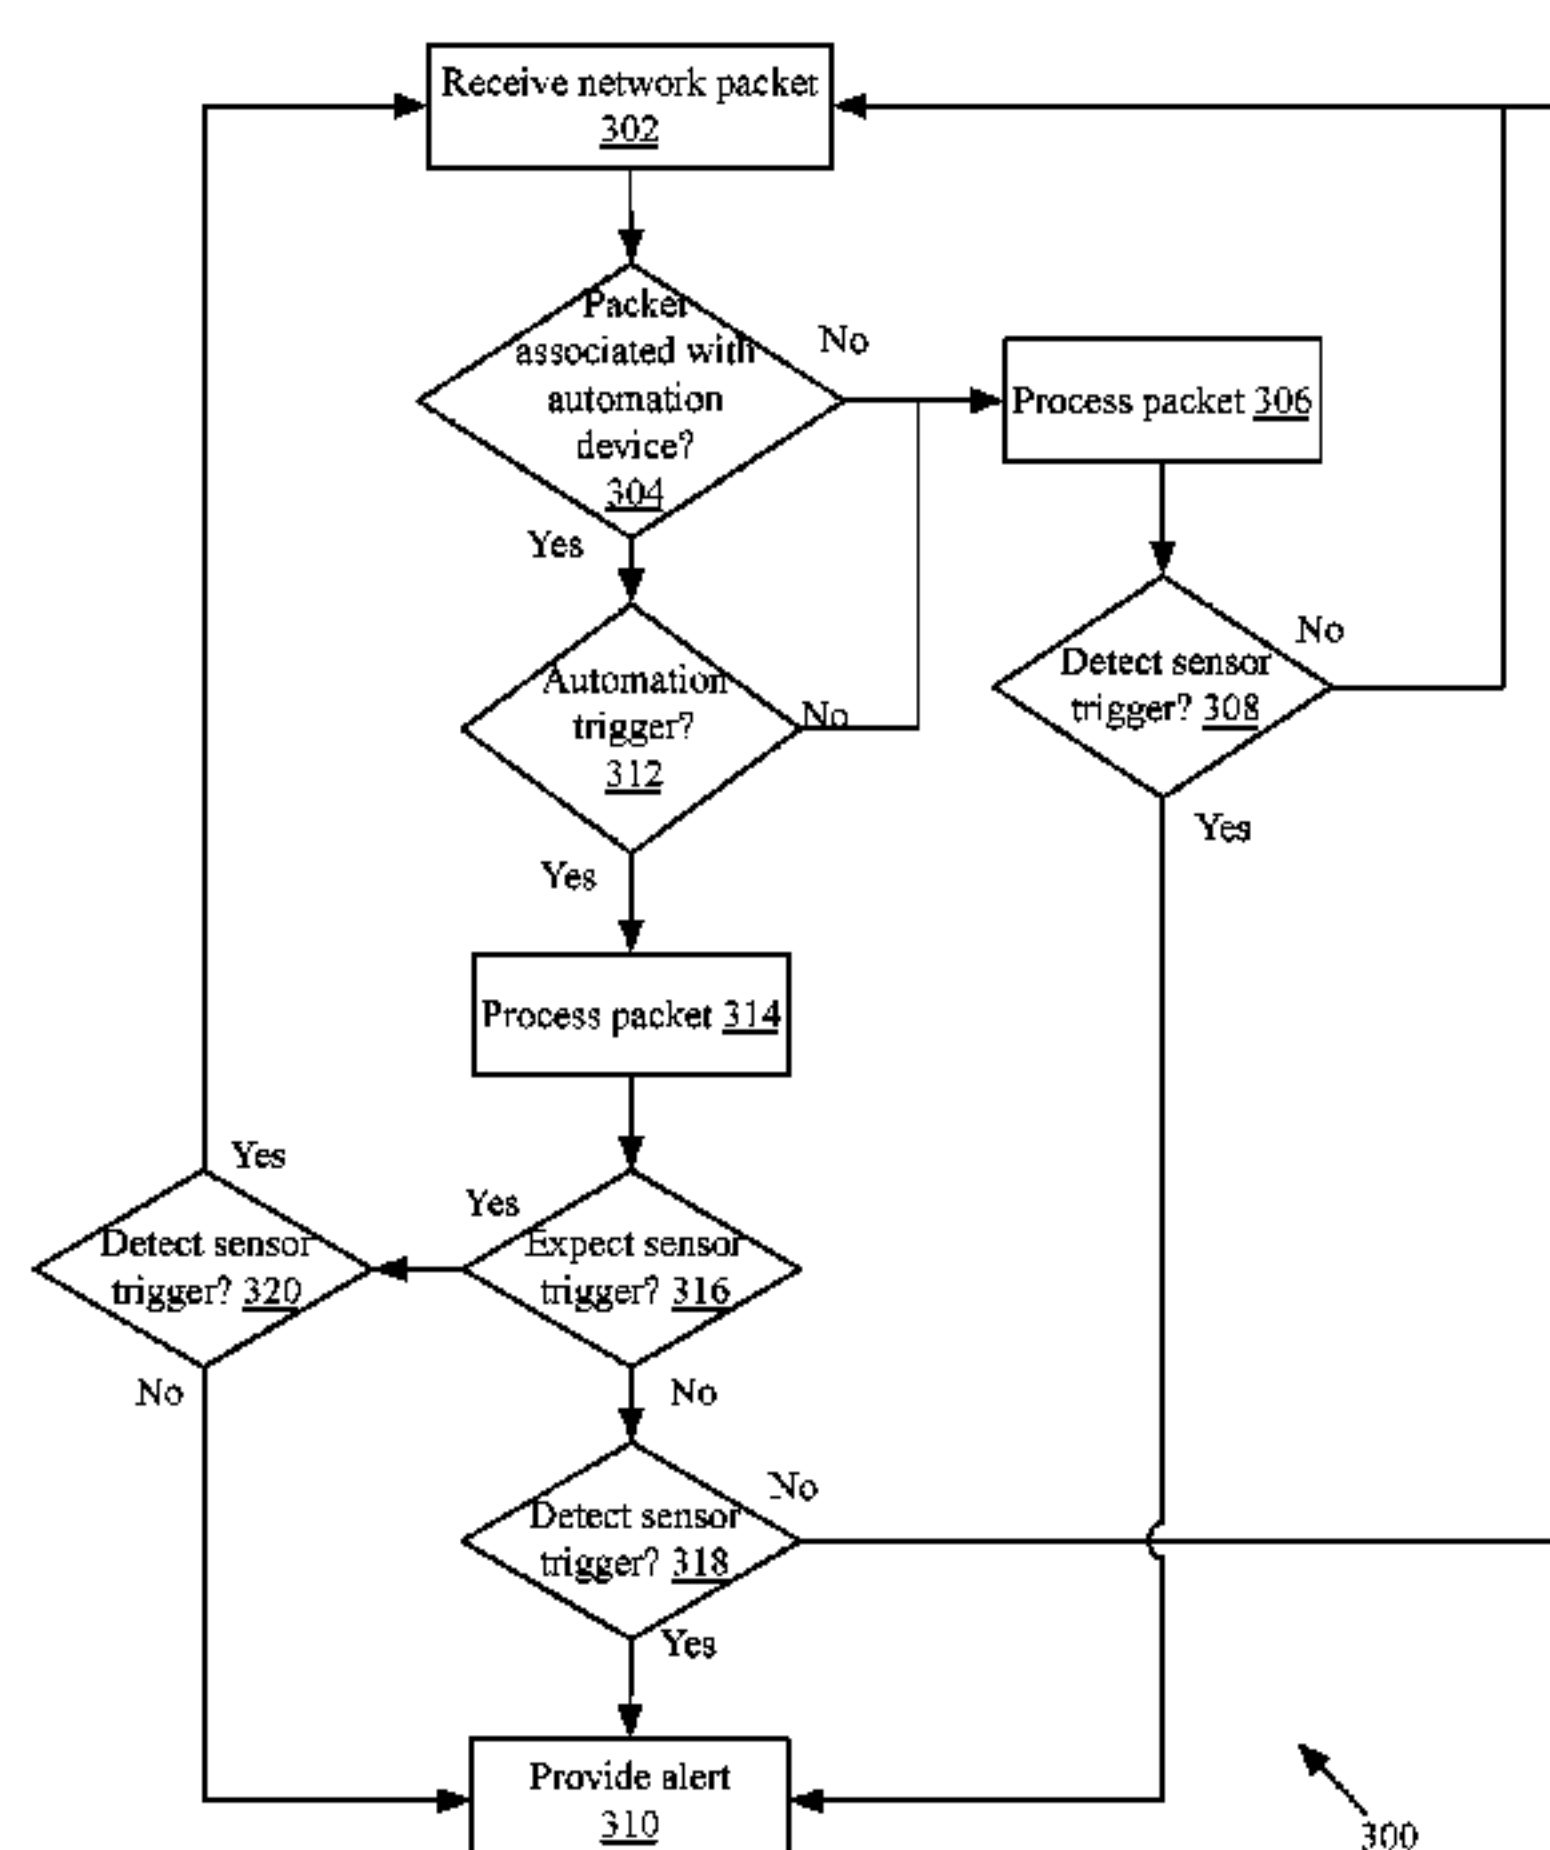 Receive network packet
302
Packet
associated with
automation
device?
304
No
Yes
Process packet 306
Automation
trigger?
312
No
Yes
Detect sensor
trigger? 308
No
Yes
Process packet 314
Yes
Detect sensor
trigger? 320
No
Yes
Expect sensor
trigger? 316
No
Detect sensor
trigger? 318
No
Yes
Provide alert
310
300